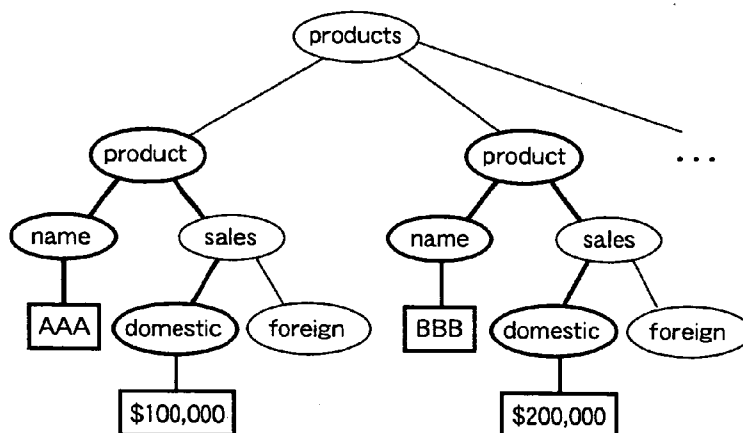 products
product
product
...
name
sales
name
sales
AAA
domestic
foreign
BBB
domestic
foreign
$100,000
$200,000